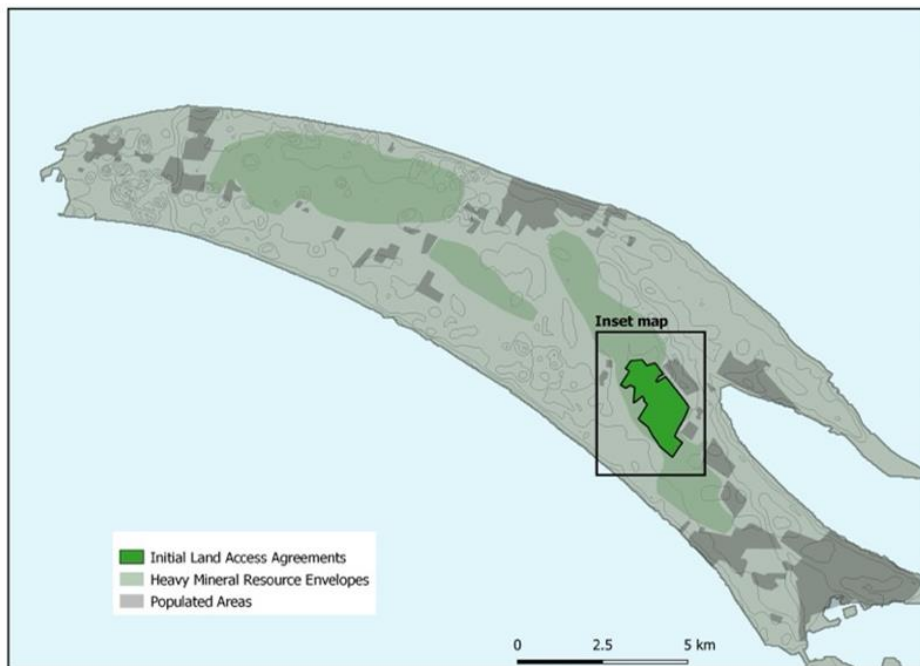 Inset map
Initial Land Access Agreements
Heavy Mineral Resource Envelopes
Populated Areas
0 2.5 5 km